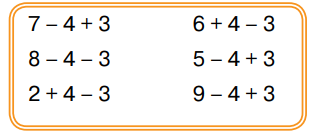 7 – 4 + 3 6 + 4 – 3
8 – 4 – 3 5 – 4 + 3
2 + 4 – 3 9 – 4 + 3